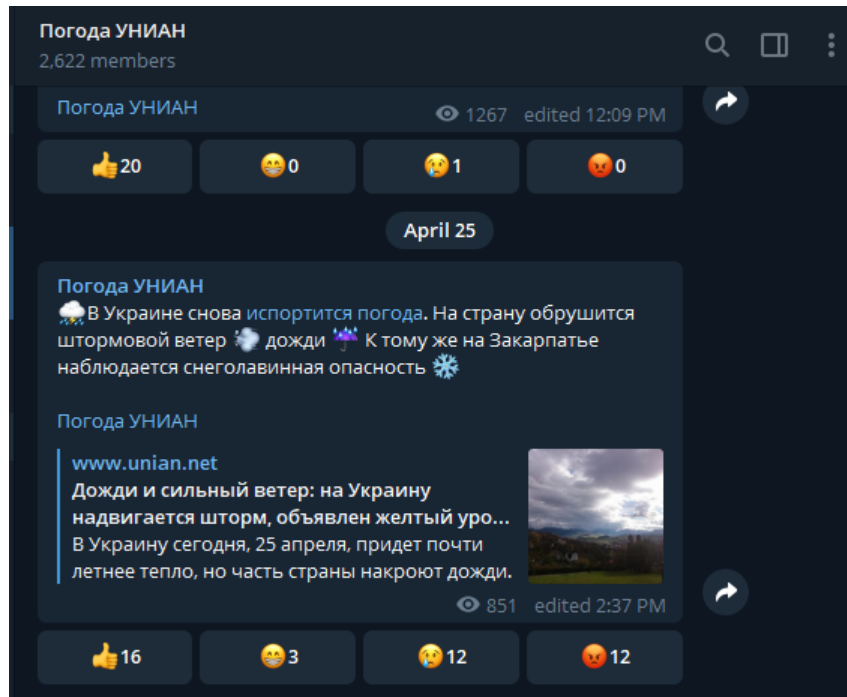 Погода УНИАН
2,622 members
Погода УНИАН
1267 edited 12:09 PM
👍20 😁0 😢1 😡0
April 25
Погода УНИАН
⛈В Украине снова испортится погода. На страну обрушится
штормовой ветер 💨 дожди ☔ К тому же на Закарпатье
наблюдается снеголавинная опасность ❄
Погода УНИАН
www.unian.net
Дожди и сильный ветер: на Украину
надвигается шторм, объявлен желтый уро...
В Украину сегодня, 25 апреля, придет почти
летнее тепло, но часть страны накроют дожди.
851 edited 2:37 PM
👍16 😁3 😢12 😡12